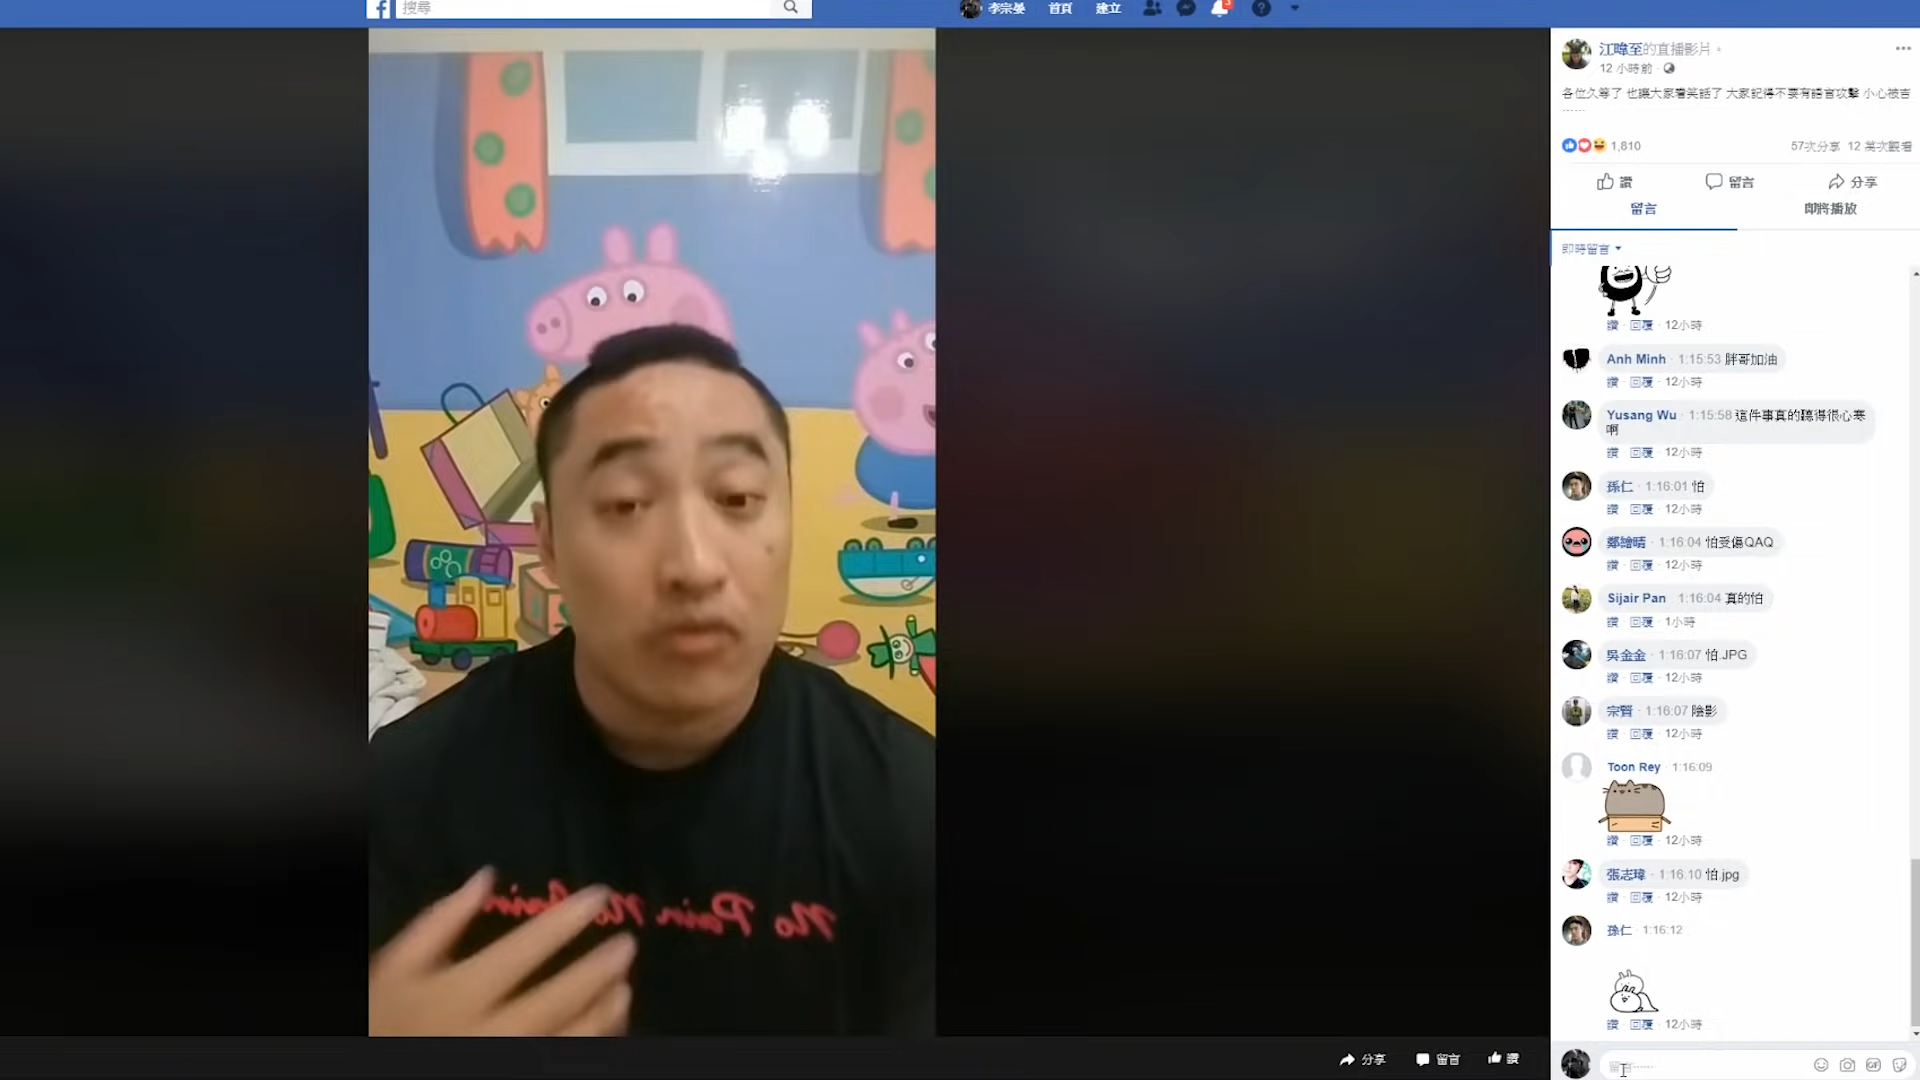 搜尋
李宗晏 首頁 建立
3
江暐至的直播影片。
12 小時前
各位久等了 也讓大家看笑話了 大家記得不要有語言攻擊 小心被告
......
1,810
57次分享 12 萬次觀看
讚 留言 分享
留言 即將播放
即時留言
讚 · 回覆 · 12小時
Anh Minh · 1:15:53 胖哥加油
讚 · 回覆 · 12小時
Yusang Wu · 1:15:58 這件事真的聽得很心寒
啊
讚 · 回覆 · 12小時
孫仁 · 1:16:01 怕
讚 · 回覆 · 12小時
鄭繪晴 · 1:16:04 怕受傷QAQ
讚 · 回覆 · 12小時
Sijair Pan · 1:16:04 真的怕
讚 · 回覆 · 1小時
吳金金 · 1:16:07 怕.JPG
讚 · 回覆 · 12小時
宗賢 · 1:16:07 陰影
讚 · 回覆 · 12小時
Toon Rey · 1:16:09
讚 · 回覆 · 12小時
張志瑋 · 1:16:10 怕.jpg
讚 · 回覆 · 12小時
孫仁 · 1:16:12
讚 · 回覆 · 12小時
No Pain No Gain
分享 留言 讚
GIF